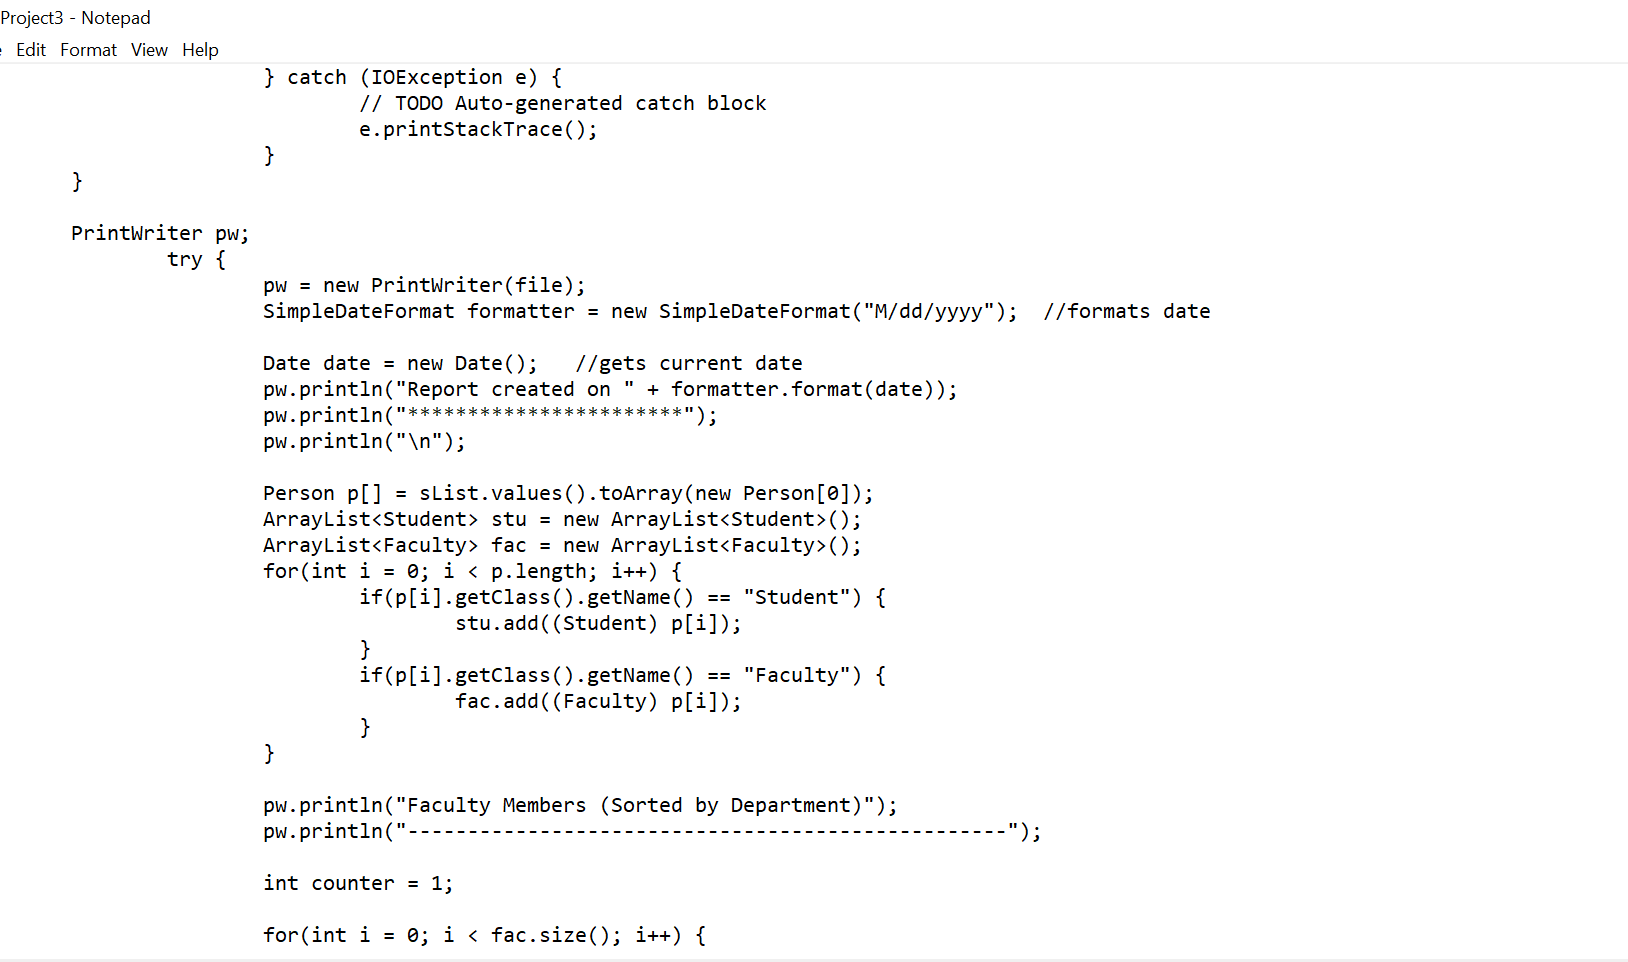 Project3 - Notepad
Edit Format View Help
} catch (IOException e) {
// TODO Auto-generated catch block
e.printStackTrace();
}
}
PrintWriter pw;
try {
pw = new PrintWriter(file);
SimpleDateFormat formatter = new SimpleDateFormat("M/dd/yyyy");  //formats date
Date date = new Date();   //gets current date
pw.println("Report created on " + formatter.format(date));
pw.println("***********************");
pw.println("\n");
Person p[] = sList.values().toArray(new Person[0]);
ArrayList<Student> stu = new ArrayList<Student>();
ArrayList<Faculty> fac = new ArrayList<Faculty>();
for(int i = 0; i < p.length; i++) {
if(p[i].getClass().getName() == "Student") {
stu.add((Student) p[i]);
}
if(p[i].getClass().getName() == "Faculty") {
fac.add((Faculty) p[i]);
}
}
pw.println("Faculty Members (Sorted by Department)");
pw.println("--------------------------------------------------");
int counter = 1;
for(int i = 0; i < fac.size(); i++) {